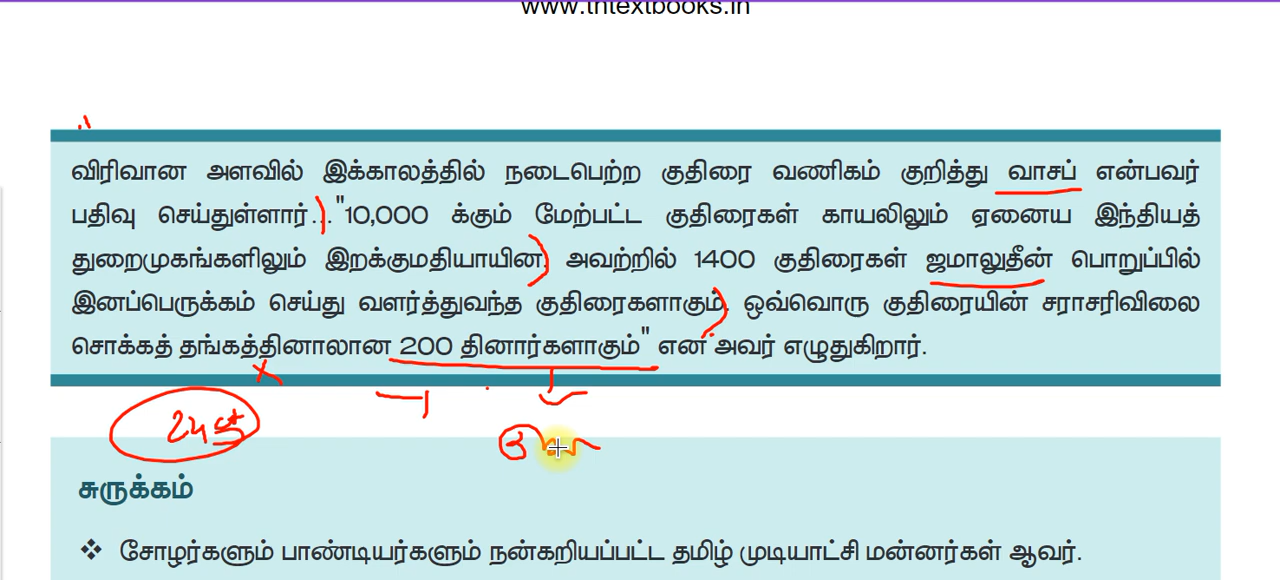 www.tntextbooks.in
விரிவான அளவில் இக்காலத்தில் நடைபெற்ற குதிரை வணிகம் குறித்து வாசப் என்பவர்
பதிவு செய்துள்ளார்... "10,000 க்கும் மேற்பட்ட குதிரைகள் காயலிலும் ஏனைய இந்தியத்
துறைமுகங்களிலும் இறக்குமதியாயின. அவற்றில் 1400 குதிரைகள் ஜமாலுதீன் பொறுப்பில்
இனப்பெருக்கம் செய்து வளர்த்துவந்த குதிரைகளாகும். ஒவ்வொரு குதிரையின் சராசரிவிலை
சொக்கத் தங்கத்தினாலான 200 தினார்களாகும்" என அவர் எழுதுகிறார்.
சுருக்கம்
❖ சோழர்களும் பாண்டியர்களும் நன்கறியப்பட்ட தமிழ் முடியாட்சி மன்னர்கள் ஆவர்.